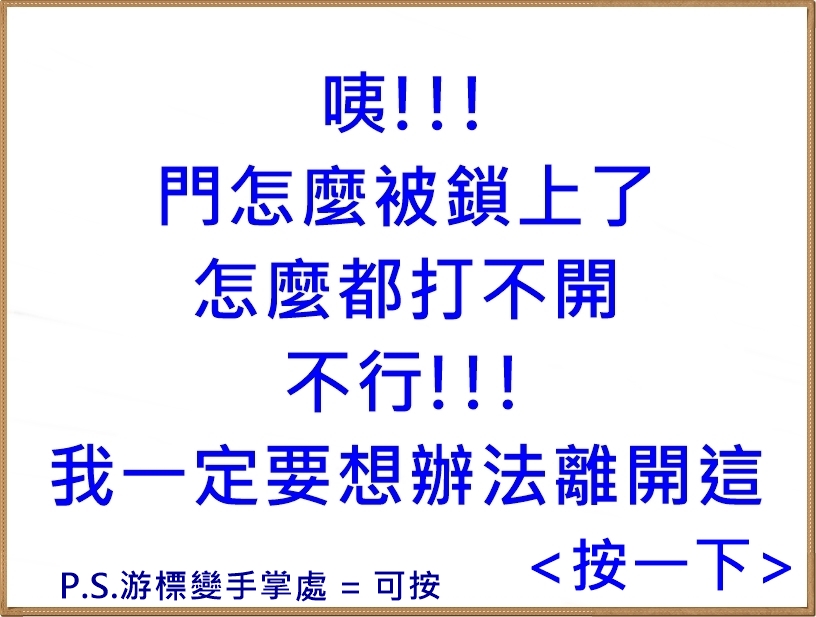 咦!!!
門怎麼被鎖上了
怎麼都打不開
不行!!!
我一定要想辦法離開這
<按一下>
P.S.游標變手掌處 = 可按